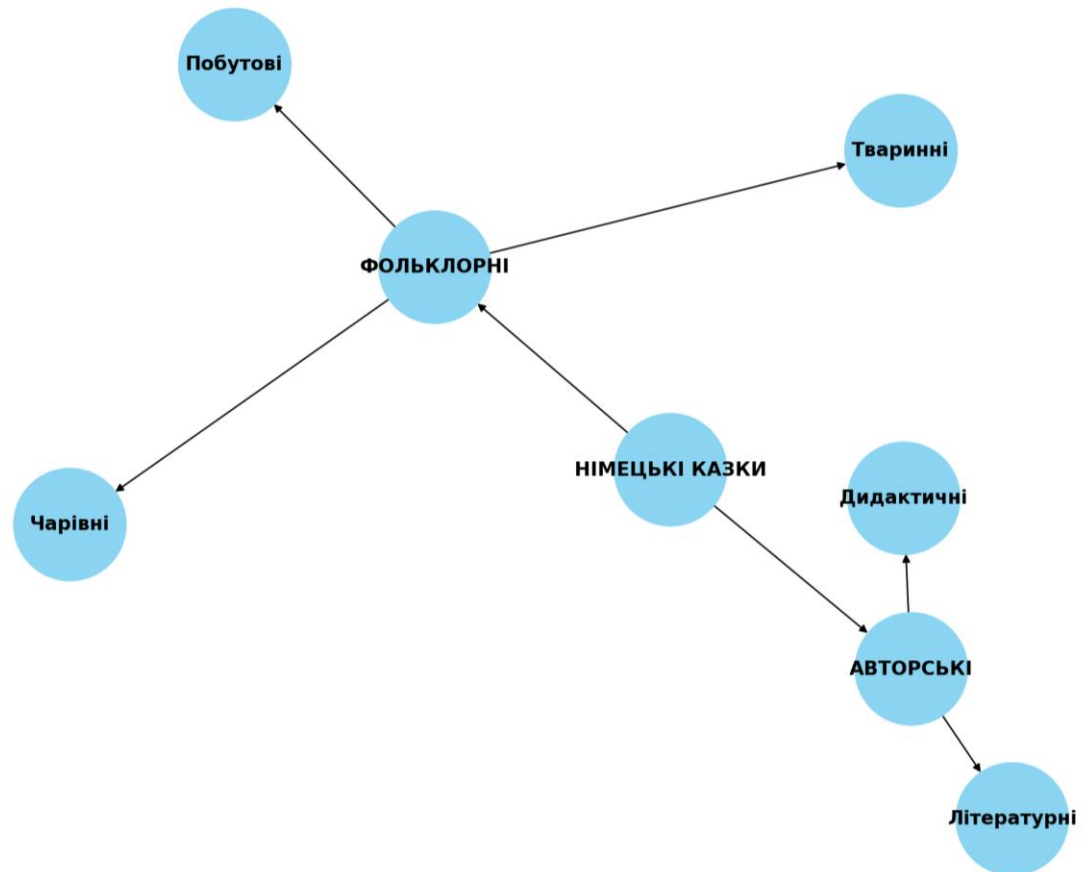 Побутові
Тваринні
ФОЛЬКЛОРНІ
НІМЕЦЬКІ КАЗКИ
Дидактичні
Чарівні
АВТОРСЬКІ
Літературні